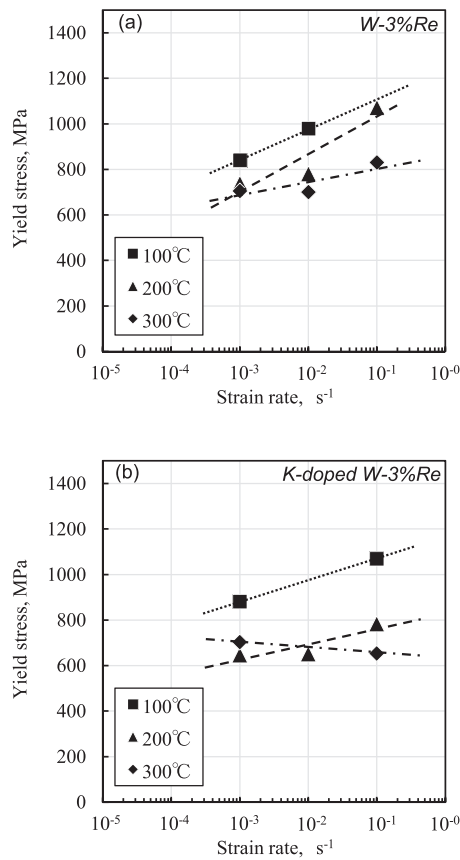 (a) W-3%Re
1400
1200
1000
800
600
400
200
0
Yield stress, MPa
■ 100℃
▲ 200℃
◆ 300℃
10-5 10-4 10-3 10-2 10-1 10-0
Strain rate, s-1
(b) K-doped W-3%Re
1400
1200
1000
800
600
400
200
0
Yield stress, MPa
■ 100℃
▲ 200℃
◆ 300℃
10-5 10-4 10-3 10-2 10-1 10-0
Strain rate, s-1